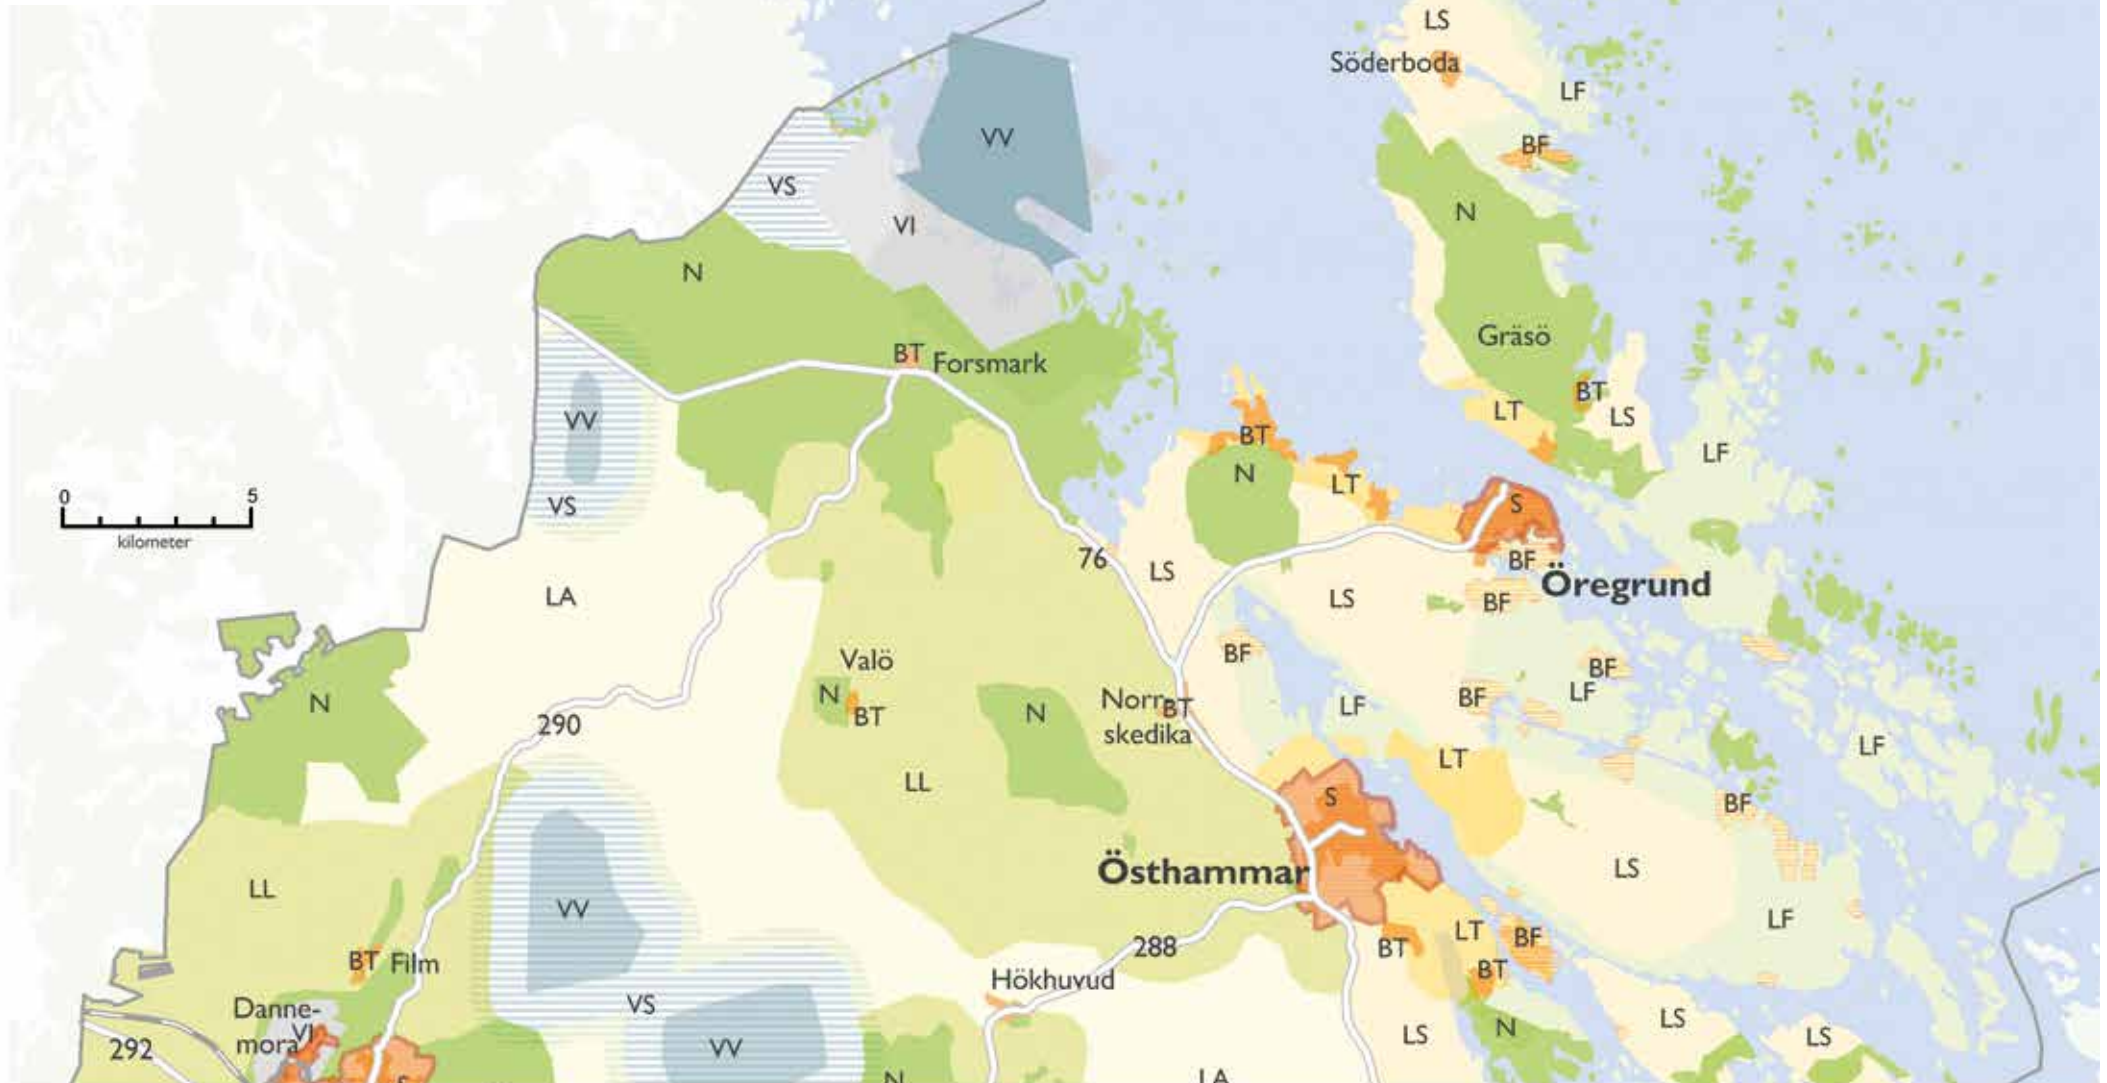 LS
Söderboda
LF
VV
BF
VS
N
VI
N
Gräsö
BT Forsmark
BT
LT
LS
VV
BT
LF
N
LT
0 5
kilometer
VS
S
76
BF
LS
Öregrund
LA
LS
BF
BF
Valö
BF
N
LF
N
BT
290
N
Norr-
skedika
BT
LF
BF
LF
LT
LL
S
BF
Östhammar
LS
LL
VV
LF
288
BT
LT
BF
BT Film
Hökhuvud
BT
VS
Danne-
mora
VI
LS
N
LS
LS
292
VV
N
LA
S